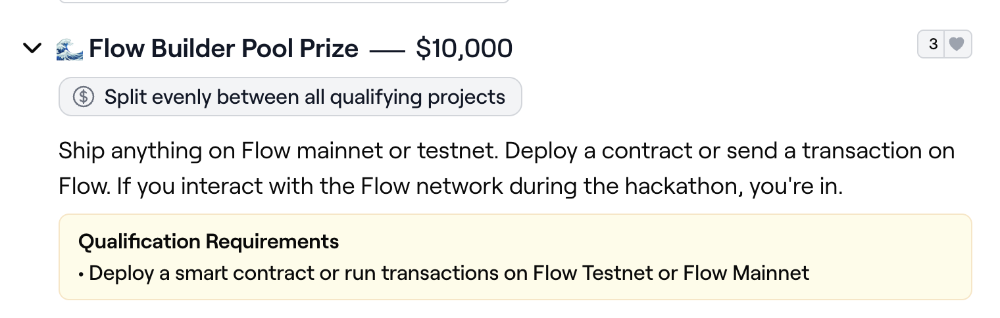 🌊 Flow Builder Pool Prize — $10,000
3
Split evenly between all qualifying projects
Ship anything on Flow mainnet or testnet. Deploy a contract or send a transaction on
Flow. If you interact with the Flow network during the hackathon, you're in.
Qualification Requirements
• Deploy a smart contract or run transactions on Flow Testnet or Flow Mainnet